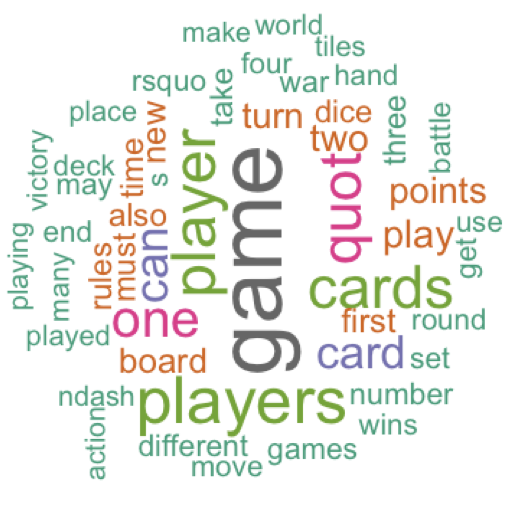 make
world
tiles
rsquo
take
four
war
hand
place
new
turn
dice
two
three
battle
victory
deck
may
time
s
player
game
quot
points
use
playing
end
many
also
rules
must
can
play
get
cards
played
one
first
round
board
card
set
ndash
players
number
wins
action
different
games
move